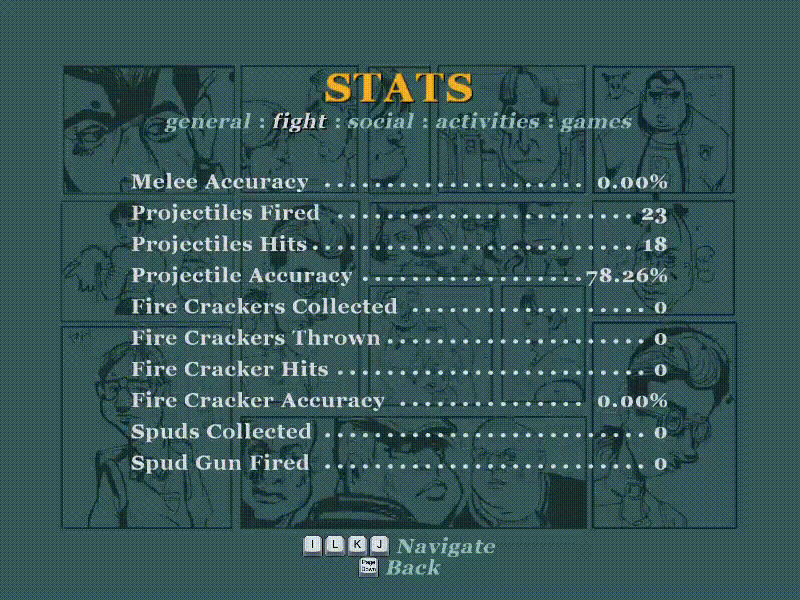 STATS
general : fight : social : activities : games
Melee Accuracy .................... 0.00%
Projectiles Fired ......................... 23
Projectiles Hits .......................... 18
Projectile Accuracy .................. 78.26%
Fire Crackers Collected ................... 0
Fire Crackers Thrown ..................... 0
Fire Cracker Hits ......................... 0
Fire Cracker Accuracy ............... 0.00%
Spuds Collected .......................... 0
Spud Gun Fired .......................... 0
I L K J Navigate
Page Down Back